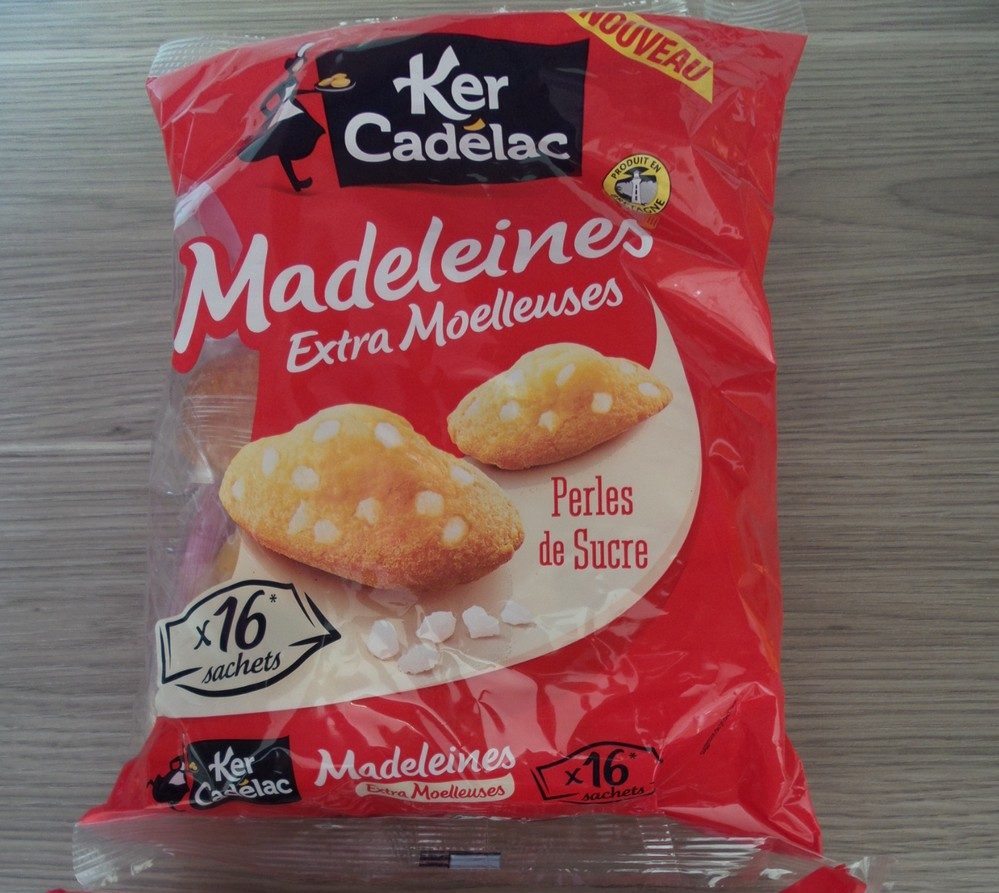 NOUVEAU
Ker
Cadélac
PRODUIT EN
BRETAGNE
Madeleines
Extra Moelleuses
Perles
de Sucre
x16*
sachets
Ker
Cadélac
Madeleines
Extra Moelleuses
x16*
sachets